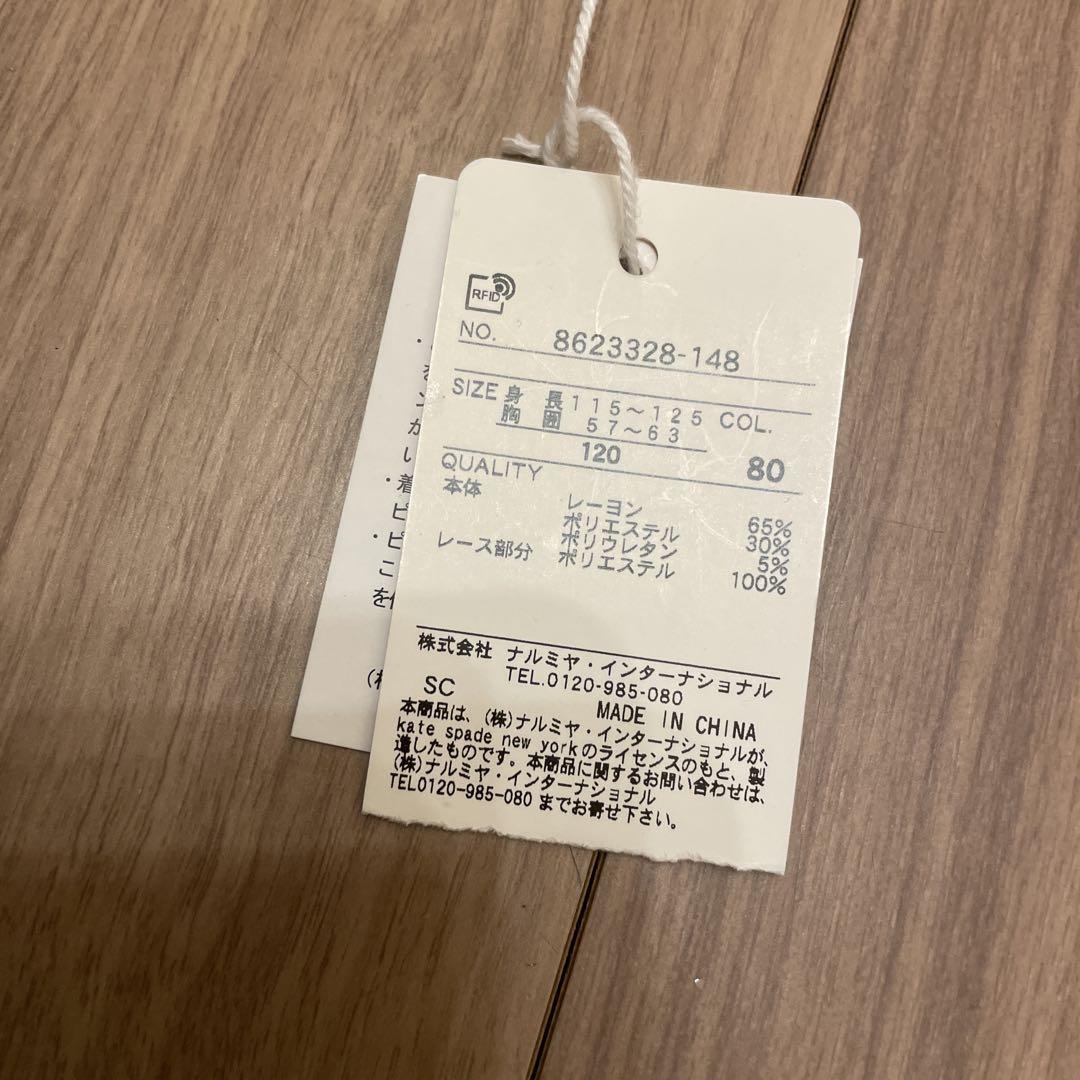 RFID
NO. 8623328-148
SIZE 身長 115～125 COL.
胸囲 57～63
120 80
QUALITY
本体 レーヨン 65%
ポリエステル 30%
ポリウレタン 5%
レース部分 ポリエステル 100%
株式会社 ナルミヤ・インターナショナル
TEL.0120-985-080
SC MADE IN CHINA
本商品は、(株)ナルミヤ・インターナショナルが、
kate spade new yorkのライセンスのもと、製
造したものです。本商品に関するお問い合わせは、
(株)ナルミヤ・インターナショナル
TEL0120-985-080 までお寄せ下さい。
・
ン
が
い
・着
ピ
・ピ
こ